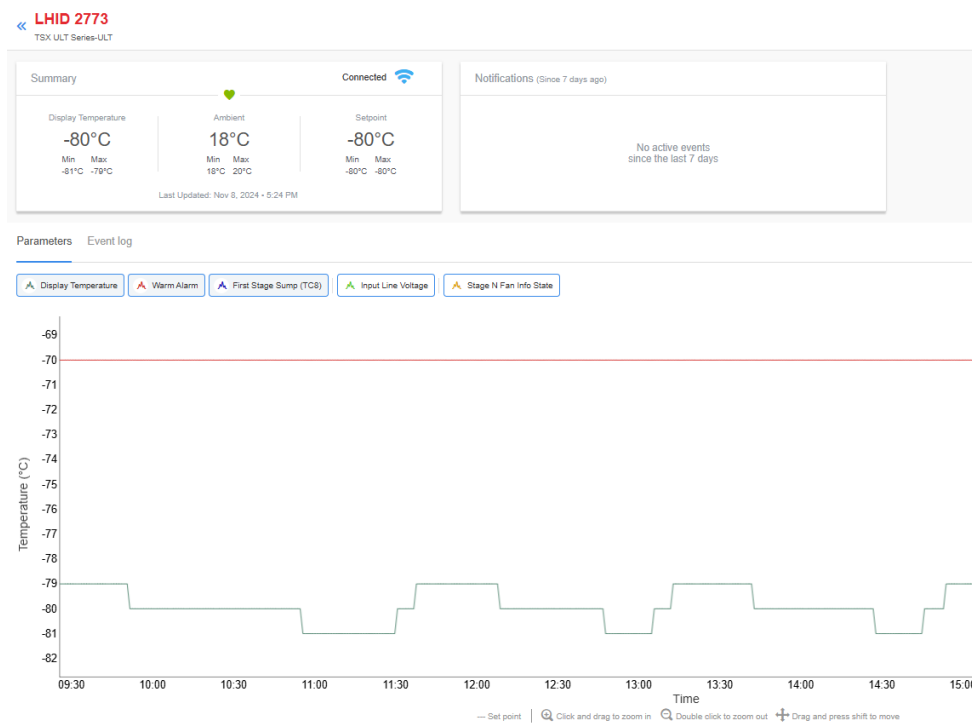 « LHID 2773
TSX ULT Series-ULT
Summary
Connected
Display Temperature
-80°C
Min Max
-81°C -79°C
Ambient
18°C
Min Max
18°C 20°C
Setpoint
-80°C
Min Max
-80°C -80°C
Last Updated: Nov 8, 2024 • 5:24 PM
Notifications (Since 7 days ago)
No active events
since the last 7 days
Parameters Event log
Display Temperature Warm Alarm First Stage Sump (TC8) Input Line Voltage Stage N Fan Info State
Temperature (°C)
-69
-70
-71
-72
-73
-74
-75
-76
-77
-78
-79
-80
-81
-82
09:30 10:00 10:30 11:00 11:30 12:00 12:30 13:00 13:30 14:00 14:30 15:00
Time
— Set point Click and drag to zoom in Double click to zoom out Drag and press shift to move